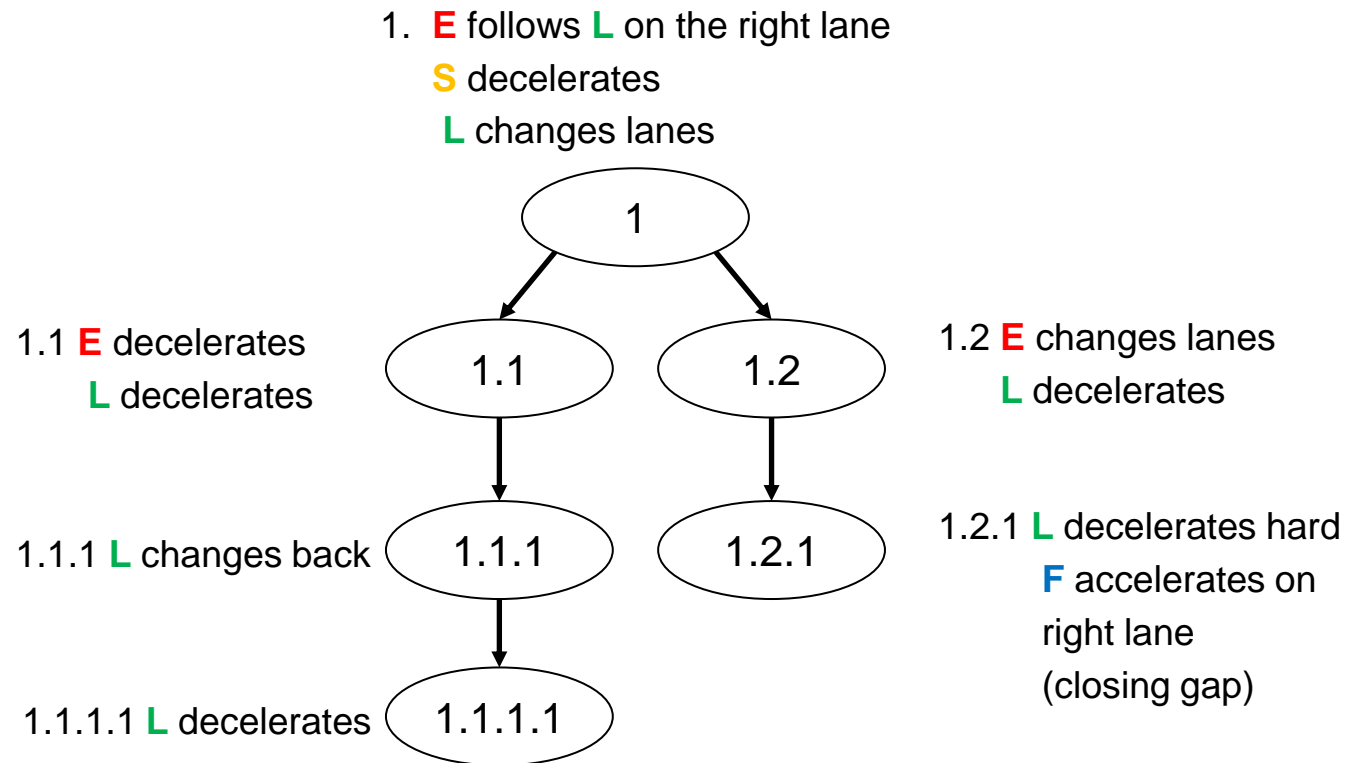 1. E follows L on the right lane
S decelerates
L changes lanes
1
1.1 E decelerates
L decelerates
1.1
1.2
1.2 E changes lanes
L decelerates
1.1.1 L changes back
1.1.1
1.2.1
1.2.1 L decelerates hard
F accelerates on
right lane
(closing gap)
1.1.1.1 L decelerates
1.1.1.1